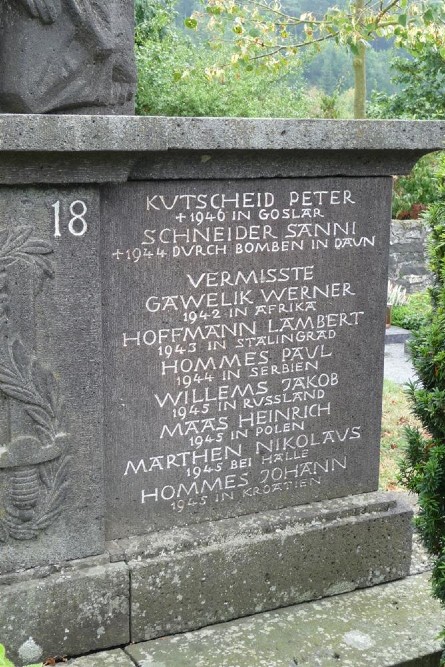 18
KUTSCHEID PETER
+1940 IN GOSLAR
SCHNEIDER SANNI
+1944 DURCH BOMBEN IN DAUN
VERMISSTE
GAWELIK WERNER
1942 IN AFRIKA
HOFFMANN LAMBERT
1943 IN STALINGRAD
HOMMES PAUL
1944 IN SERBIEN
WILLEMS JAKOB
1945 IN RUSSLAND
MAAS HEINRICH
1945 IN POLEN
MARTHEN NIKOLAUS
1945 BEI HALLE
HOMMES JOHANN
1945 IN KROATIEN